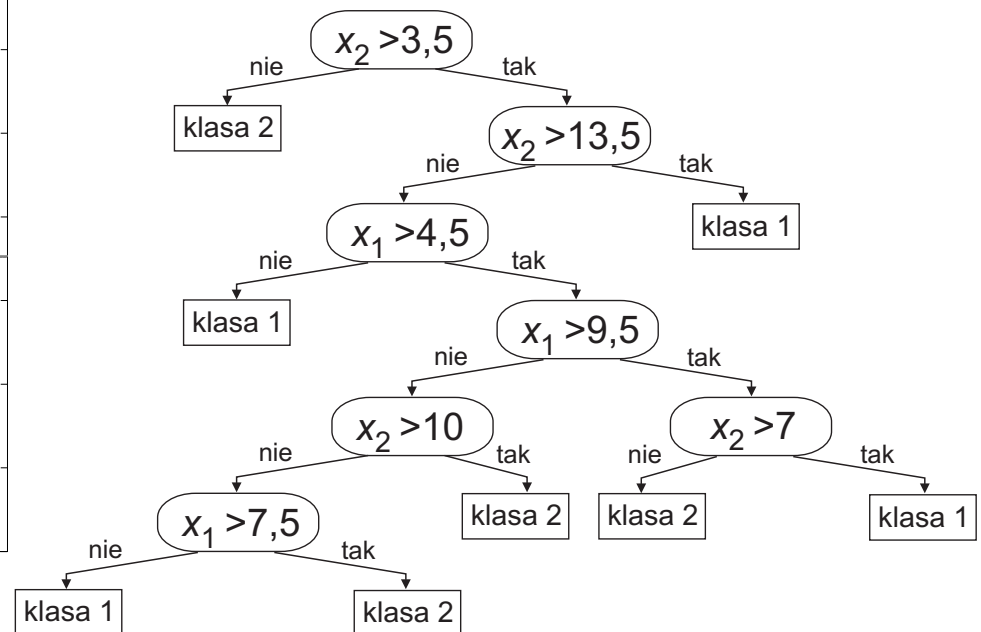 x2 >3,5
nie
tak
klasa 2
x2 >13,5
nie
tak
x1 >4,5
klasa 1
nie
tak
klasa 1
x1 >9,5
nie
tak
x2 >10
x2 >7
nie
tak
nie
tak
x1 >7,5
klasa 2
klasa 2
klasa 1
nie
tak
klasa 1
klasa 2